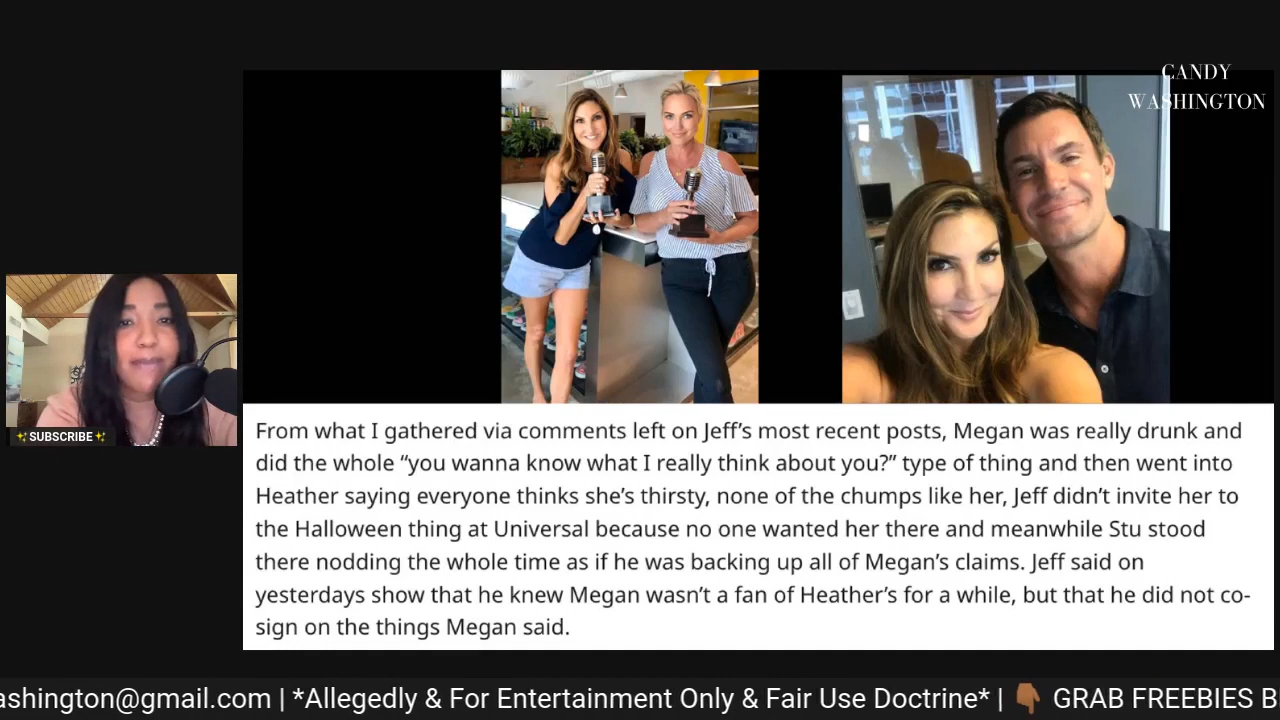 CANDY
WASHINGTON
✨SUBSCRIBE✨
From what I gathered via comments left on Jeff’s most recent posts, Megan was really drunk and
did the whole “you wanna know what I really think about you?” type of thing and then went into
Heather saying everyone thinks she’s thirsty, none of the chumps like her, Jeff didn’t invite her to
the Halloween thing at Universal because no one wanted her there and meanwhile Stu stood
there nodding the whole time as if he was backing up all of Megan’s claims. Jeff said on
yesterdays show that he knew Megan wasn’t a fan of Heather’s for a while, but that he did not co-
sign on the things Megan said.
ashington@gmail.com | *Allegedly & For Entertainment Only & Fair Use Doctrine* | 👇🏾 GRAB FREEBIES B